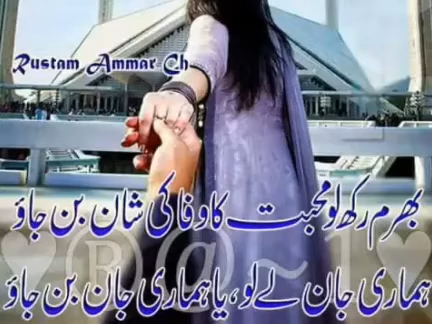 Rustam Ammar Ch
بھرم رکھ لو محبت کا وفا کی شان بن جاؤ
ہماری جان لے لو، یا ہماری جان بن جاؤ
♥R@~1♥